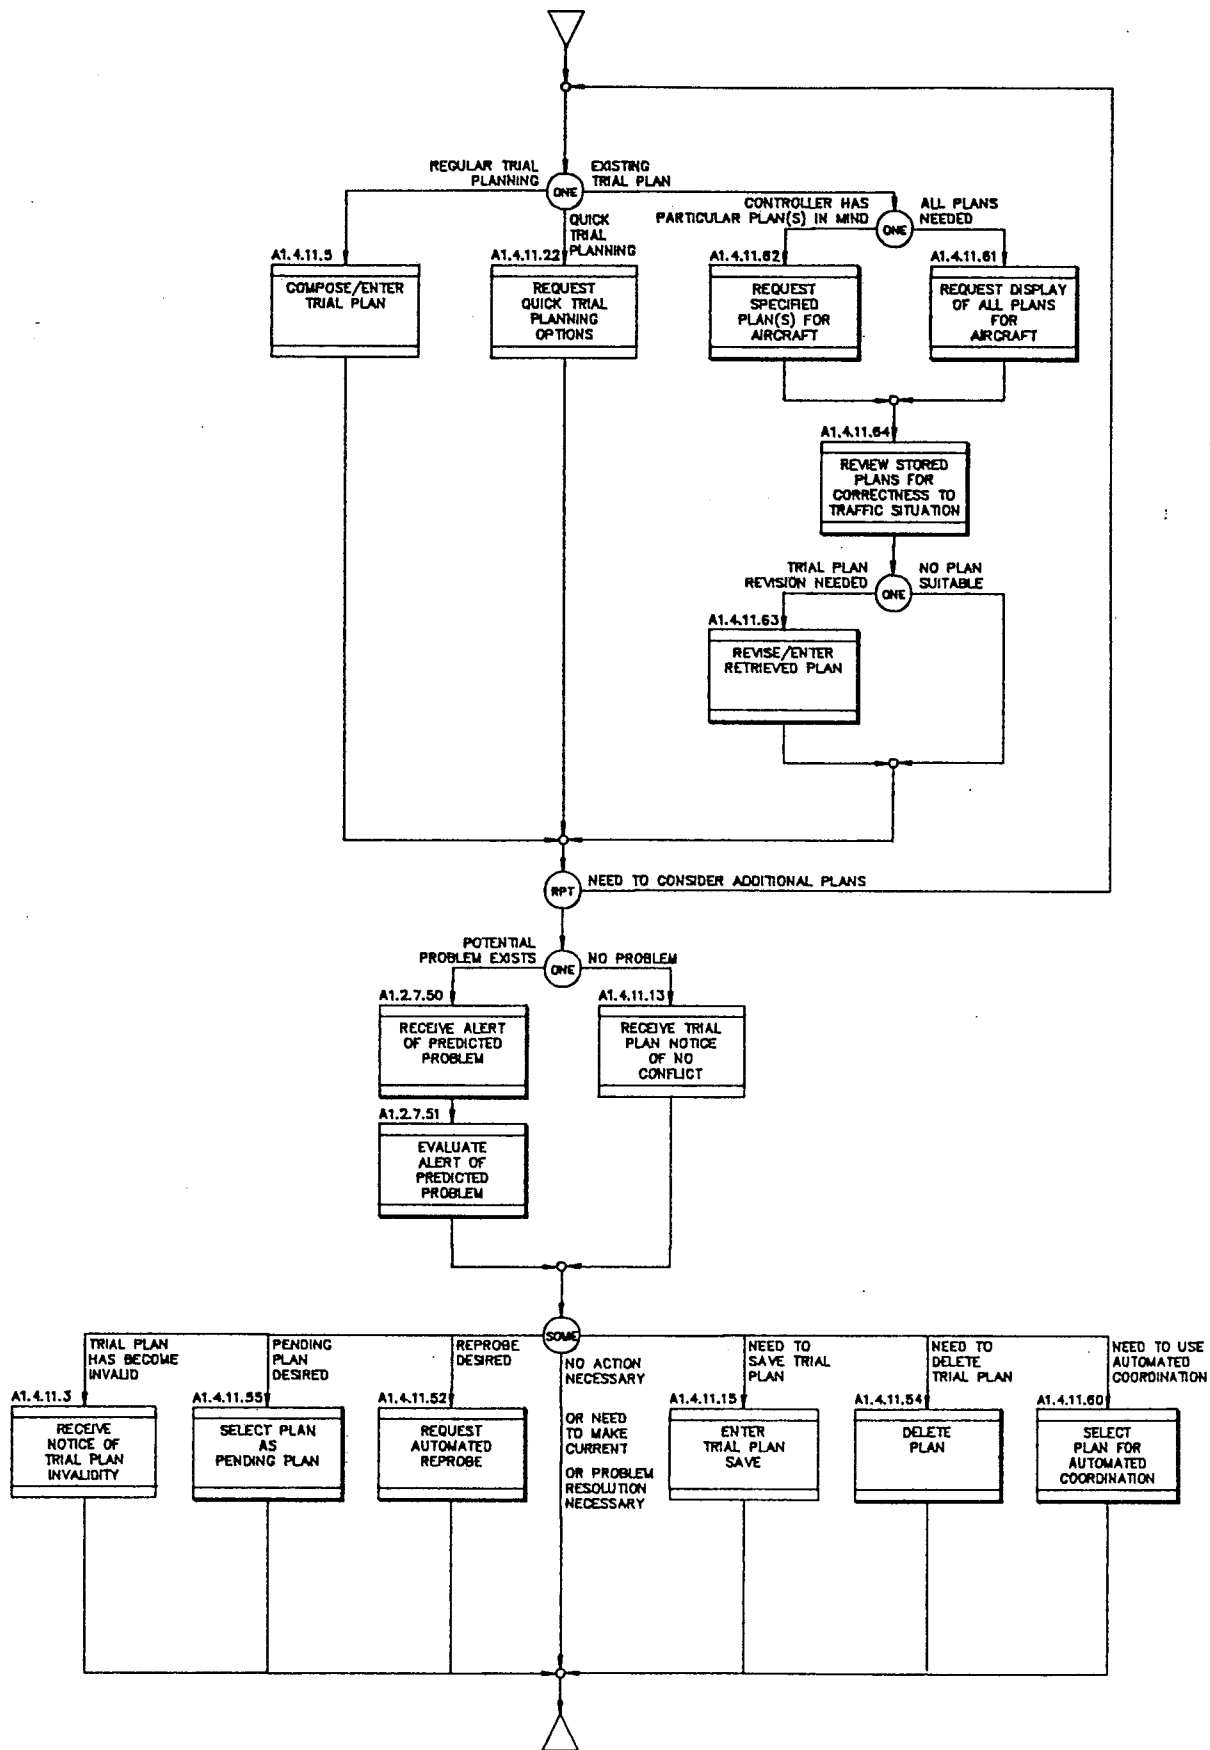 REGULAR TRIAL
PLANNING
ONE
EXISTING
TRIAL PLAN
QUICK
TRIAL
PLANNING
CONTROLLER HAS
PARTICULAR PLAN(S) IN MIND
ONE
ALL PLANS
NEEDED
A1.4.11.5
COMPOSE/ENTER
TRIAL PLAN
A1.4.11.22
REQUEST
QUICK TRIAL
PLANNING
OPTIONS
A1.4.11.62
REQUEST
SPECIFIED
PLAN(S) FOR
AIRCRAFT
A1.4.11.61
REQUEST DISPLAY
OF ALL PLANS
FOR
AIRCRAFT
A1.4.11.64
REVIEW STORED
PLANS FOR
CORRECTNESS TO
TRAFFIC SITUATION
TRIAL PLAN
REVISION NEEDED
ONE
NO PLAN
SUITABLE
A1.4.11.63
REVISE/ENTER
RETRIEVED PLAN
RPT
NEED TO CONSIDER ADDITIONAL PLANS
POTENTIAL
PROBLEM EXISTS
ONE
NO PROBLEM
A1.2.7.50
RECEIVE ALERT
OF PREDICTED
PROBLEM
A1.4.11.13
RECEIVE TRIAL
PLAN NOTICE
OF NO
CONFLICT
A1.2.7.51
EVALUATE
ALERT OF
PREDICTED
PROBLEM
SOME
TRIAL PLAN
HAS BECOME
INVALID
PENDING
PLAN
DESIRED
REPROBE
DESIRED
NO ACTION
NECESSARY
OR NEED
TO MAKE
CURRENT
OR PROBLEM
RESOLUTION
NECESSARY
NEED TO
SAVE TRIAL
PLAN
NEED TO
DELETE
TRIAL PLAN
NEED TO USE
AUTOMATED
COORDINATION
A1.4.11.3
RECEIVE
NOTICE OF
TRIAL PLAN
INVALIDITY
A1.4.11.55
SELECT PLAN
AS
PENDING PLAN
A1.4.11.52
REQUEST
AUTOMATED
REPROBE
A1.4.11.15
ENTER
TRIAL PLAN
SAVE
A1.4.11.54
DELETE
PLAN
A1.4.11.60
SELECT
PLAN FOR
AUTOMATED
COORDINATION